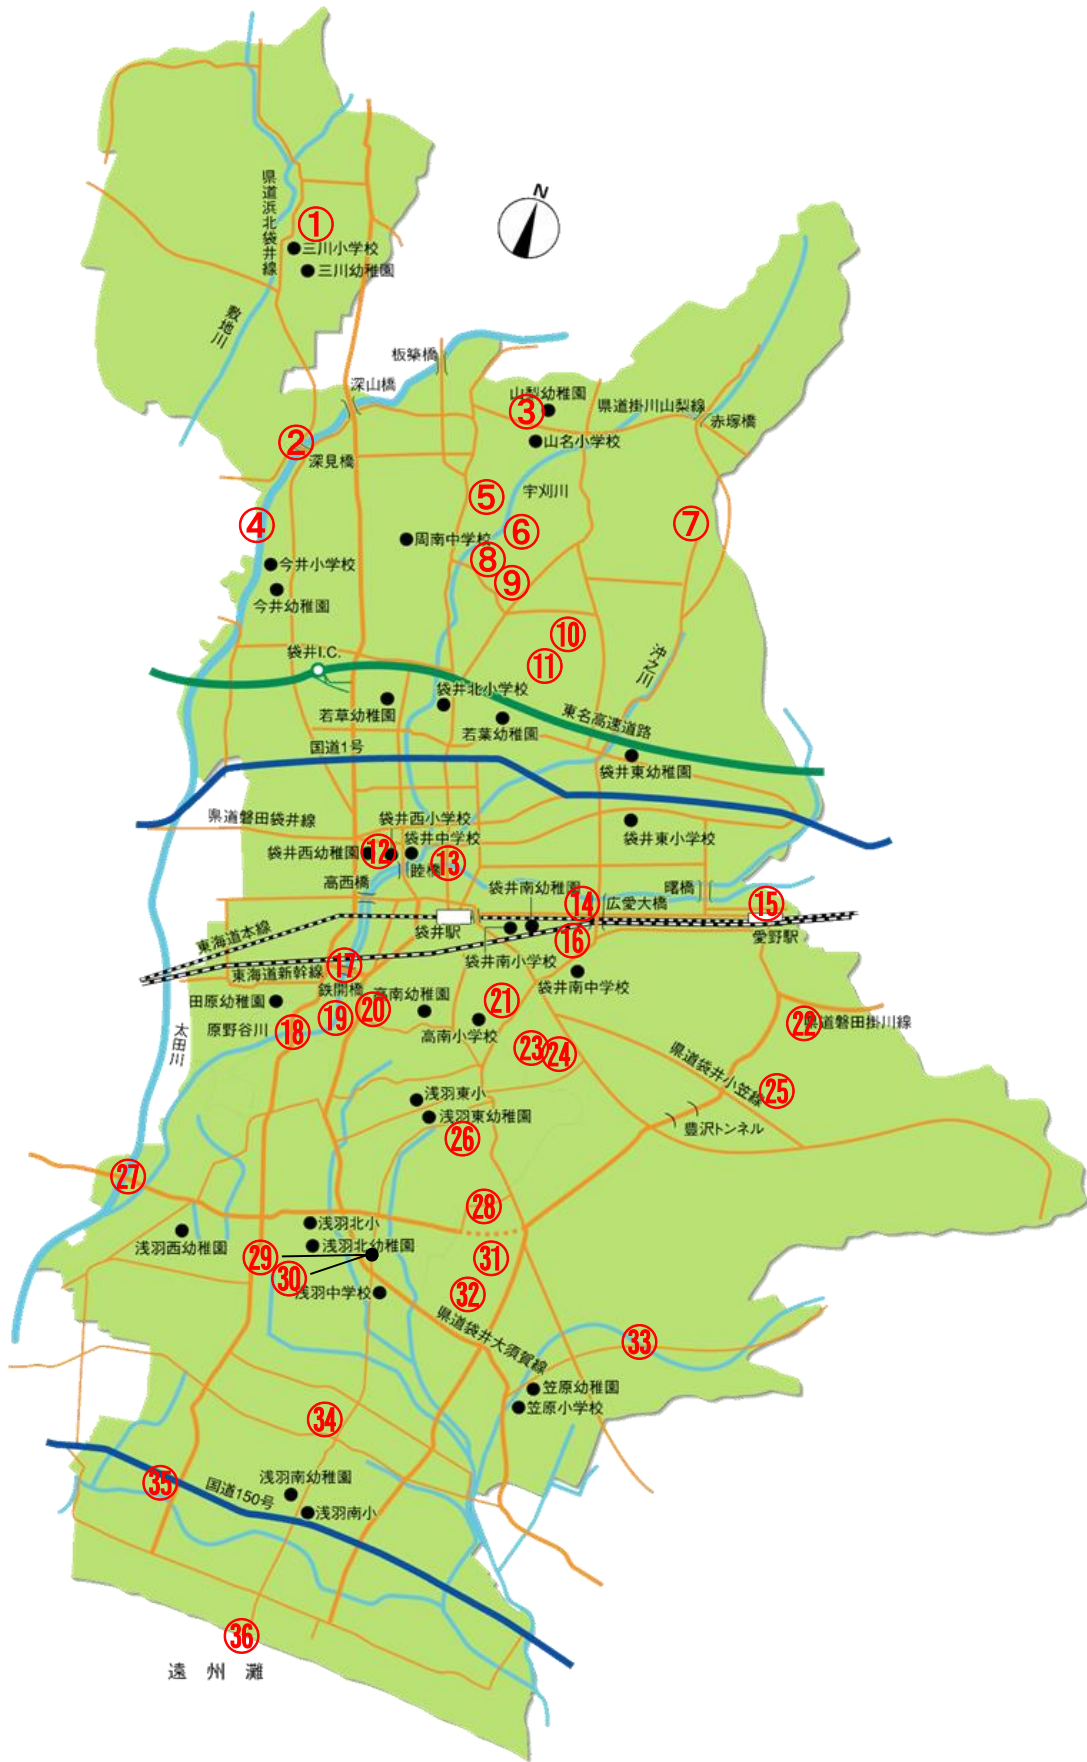 N
県道浜北袋井線
①
三川小学校
三川幼稚園
敷地川
板築橋
深山橋
山梨幼稚園
③
県道掛川山梨線
赤塚橋
山名小学校
②
深見橋
⑤
宇刈川
④
⑥
⑦
周南中学校
⑧
今井小学校
⑨
今井幼稚園
⑩
袋井I.C.
⑪
沖之川
袋井北小学校
若草幼稚園
若葉幼稚園
東名高速道路
国道1号
袋井東幼稚園
県道磐田袋井線
袋井西小学校
袋井中学校
袋井東小学校
袋井西幼稚園
⑫
睦橋
⑬
高西橋
袋井南幼稚園
曙橋
⑭
広愛大橋
⑮
東海道本線
袋井駅
愛野駅
⑯
袋井南小学校
⑰
東海道新幹線
袋井南中学校
鉄開橋
高南幼稚園
田原幼稚園
㉑
⑳
⑲
原野谷川
⑱
太田川
高南小学校
㉒
県道磐田掛川線
㉓
㉔
県道袋井小笠線
㉕
浅羽東小
浅羽東幼稚園
豊沢トンネル
㉖
㉗
㉘
浅羽北小
浅羽西幼稚園
浅羽北幼稚園
㉙
㉛
㉚
浅羽中学校
㉜
県道袋井大須賀線
㉝
笠原幼稚園
笠原小学校
㉞
浅羽南幼稚園
㉟
国道150号
浅羽南小
㊱
遠州灘